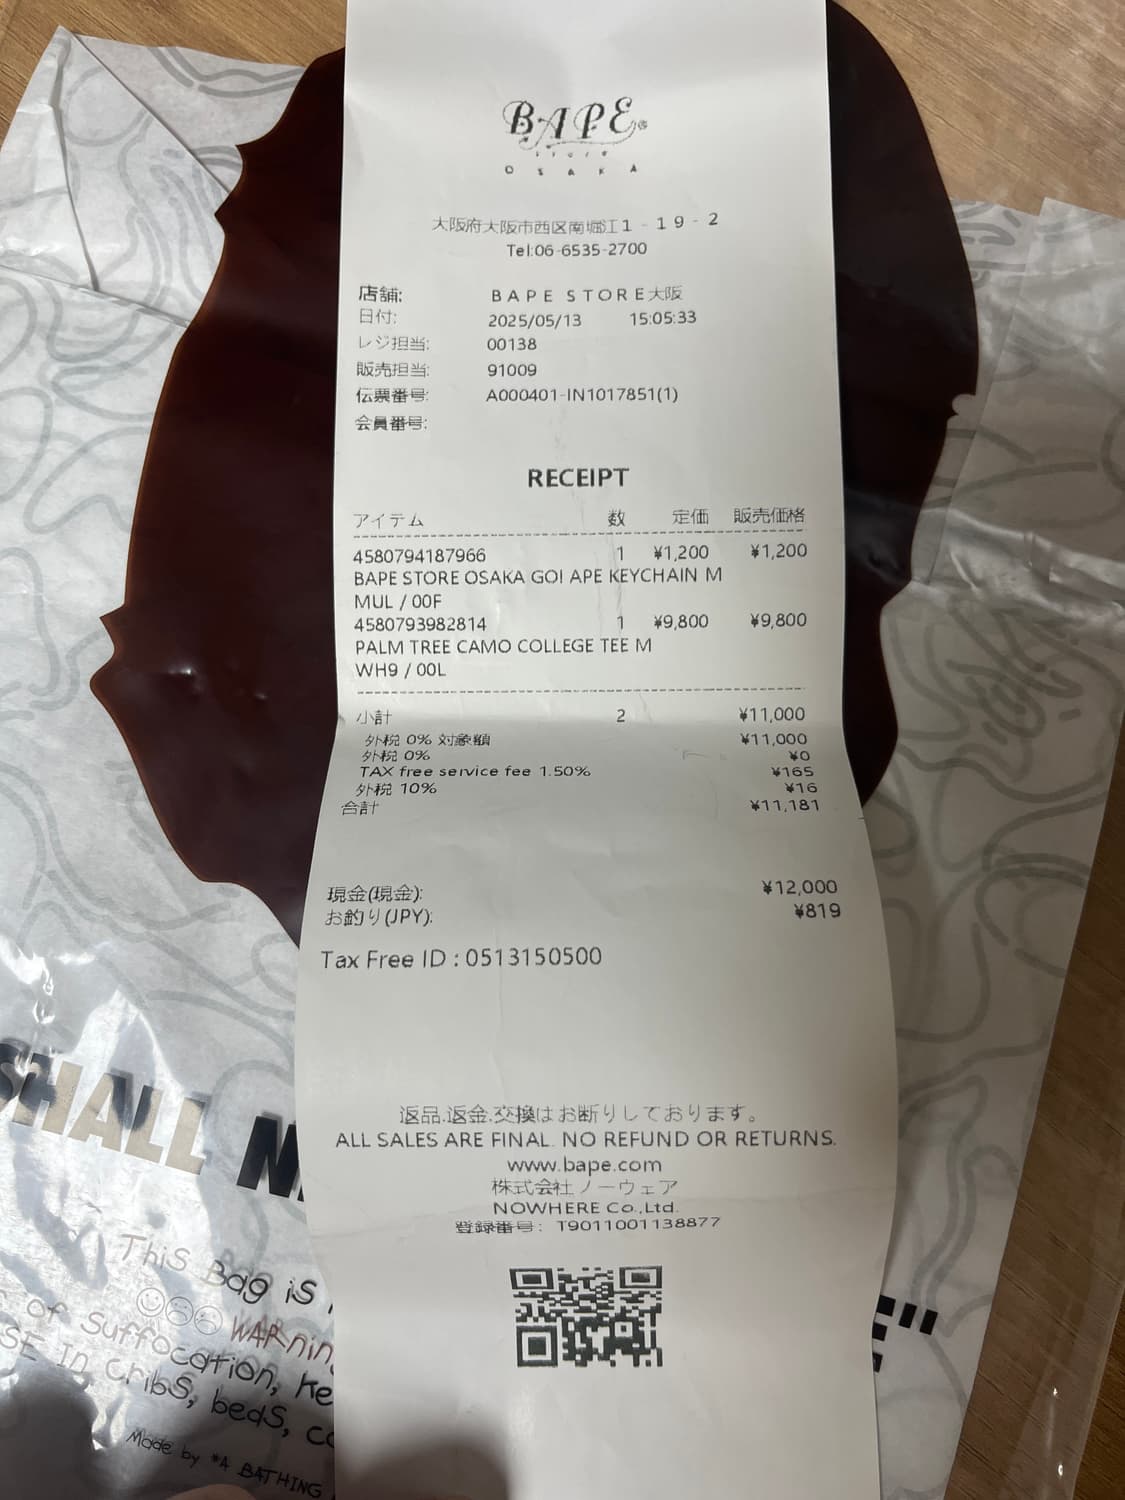 BAPE
store
OSAKA
大阪府大阪市西区南堀江1-19-2
Tel:06-6535-2700
店舗: BAPE STORE大阪
日付: 2025/05/13 15:05:33
レジ担当: 00138
販売担当: 91009
伝票番号: A000401-IN1017851(1)
会員番号:
RECEIPT
アイテム 数 定価 販売価格
4580794187966 1 ¥1,200 ¥1,200
BAPE STORE OSAKA GO! APE KEYCHAIN M
MUL / 00F
4580793982814 1 ¥9,800 ¥9,800
PALM TREE CAMO COLLEGE TEE M
WH9 / 00L
小計 2 ¥11,000
外税 0% 対象額 ¥11,000
外税 0% ¥0
TAX free service fee 1.50% ¥165
外税 10% ¥16
合計 ¥11,181
現金(現金): ¥12,000
お釣り(JPY): ¥819
Tax Free ID : 0513150500
返品.返金.交換はお断りしております。
ALL SALES ARE FINAL. NO REFUND OR RETURNS.
www.bape.com
株式会社ノーウェア
NOWHERE Co.,Ltd.
登録番号: T9011001138877
SHALL
This Bag is
WARnin
of Suffocation, Ke
SE In cribs, beds, c
Made by *A BATHING
E"